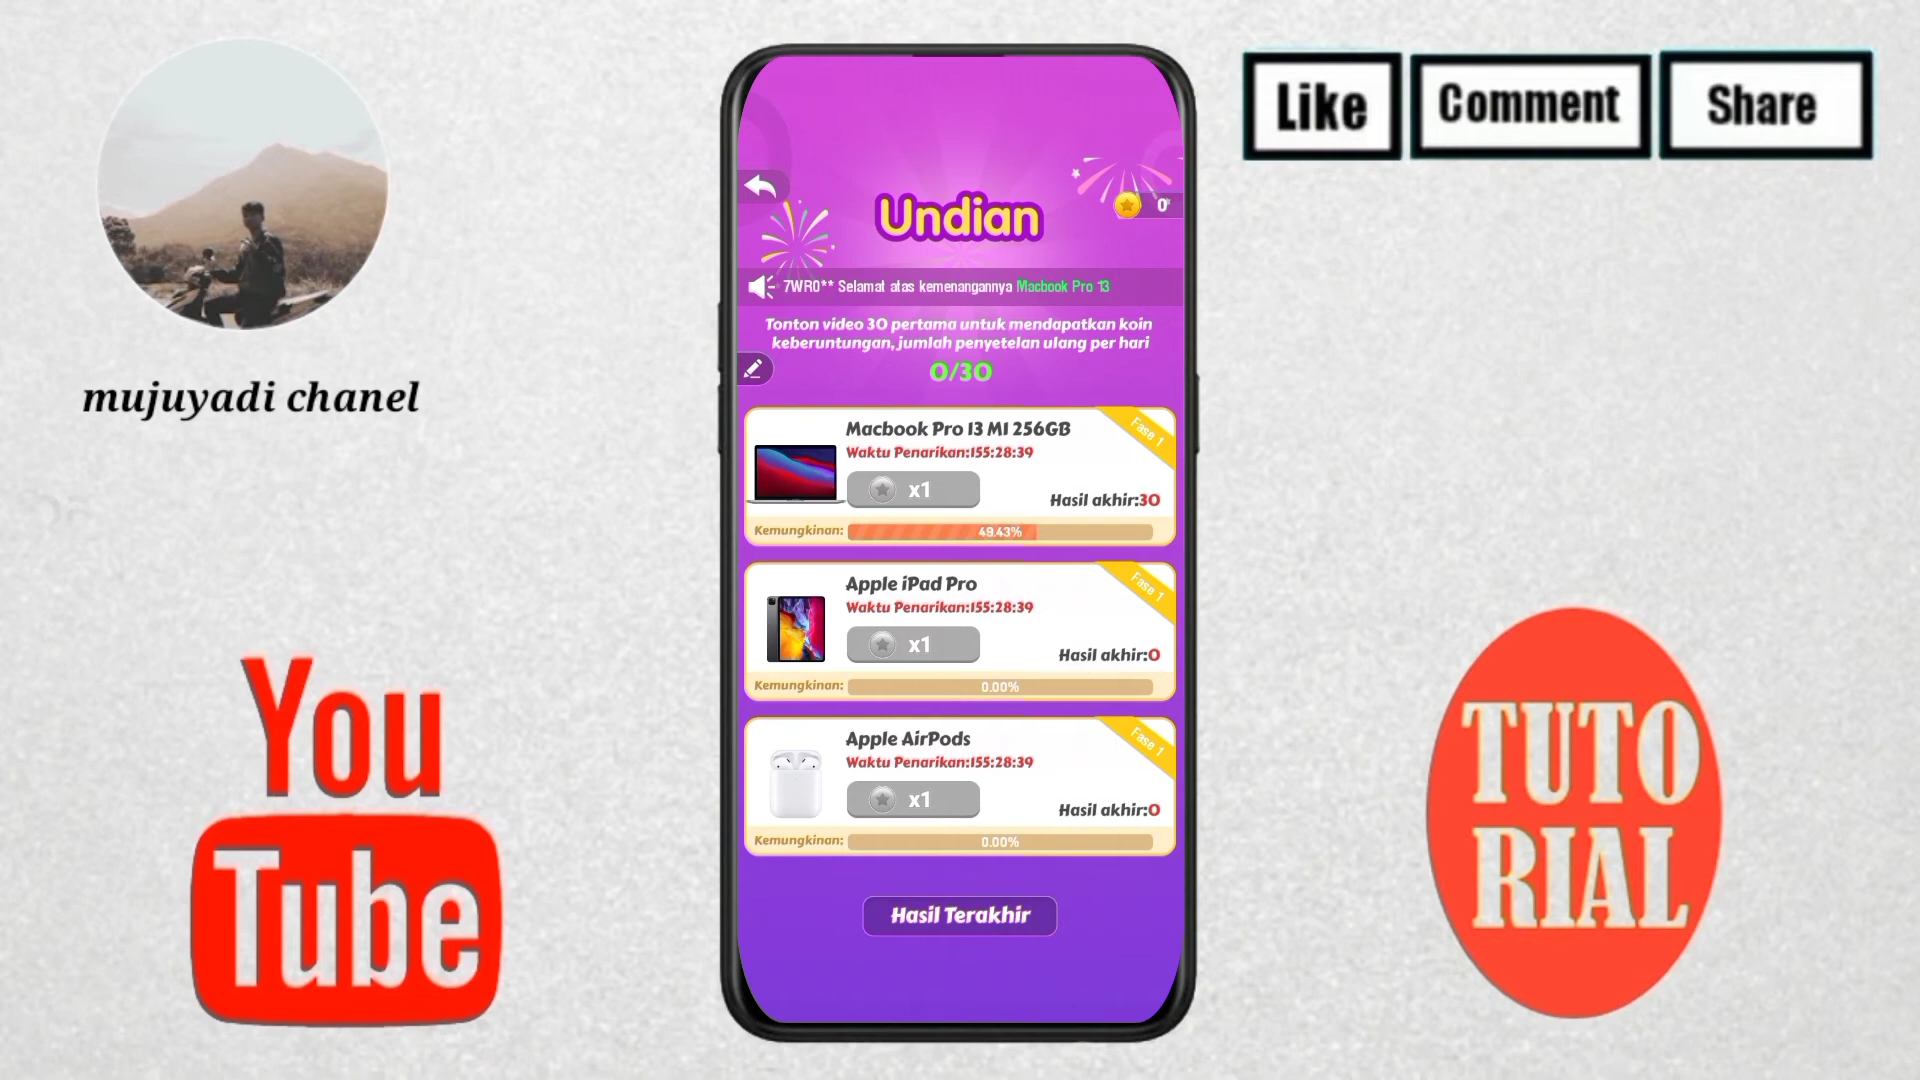 Like
Comment
Share
mujuyadi chanel
You
Tube
TUTO
RIAL
Undian
0
7WR0** Selamat atas kemenangannya Macbook Pro 13
Tonton video 30 pertama untuk mendapatkan koin
keberuntungan, jumlah penyetelan ulang per hari
0/30
Macbook Pro 13 M1 256GB
Fase 1
Waktu Penarikan:155:28:39
x1
Hasil akhir:30
Kemungkinan: 49.43%
Apple iPad Pro
Fase 1
Waktu Penarikan:155:28:39
x1
Hasil akhir:0
Kemungkinan: 0.00%
Apple AirPods
Fase 1
Waktu Penarikan:155:28:39
x1
Hasil akhir:0
Kemungkinan: 0.00%
Hasil Terakhir